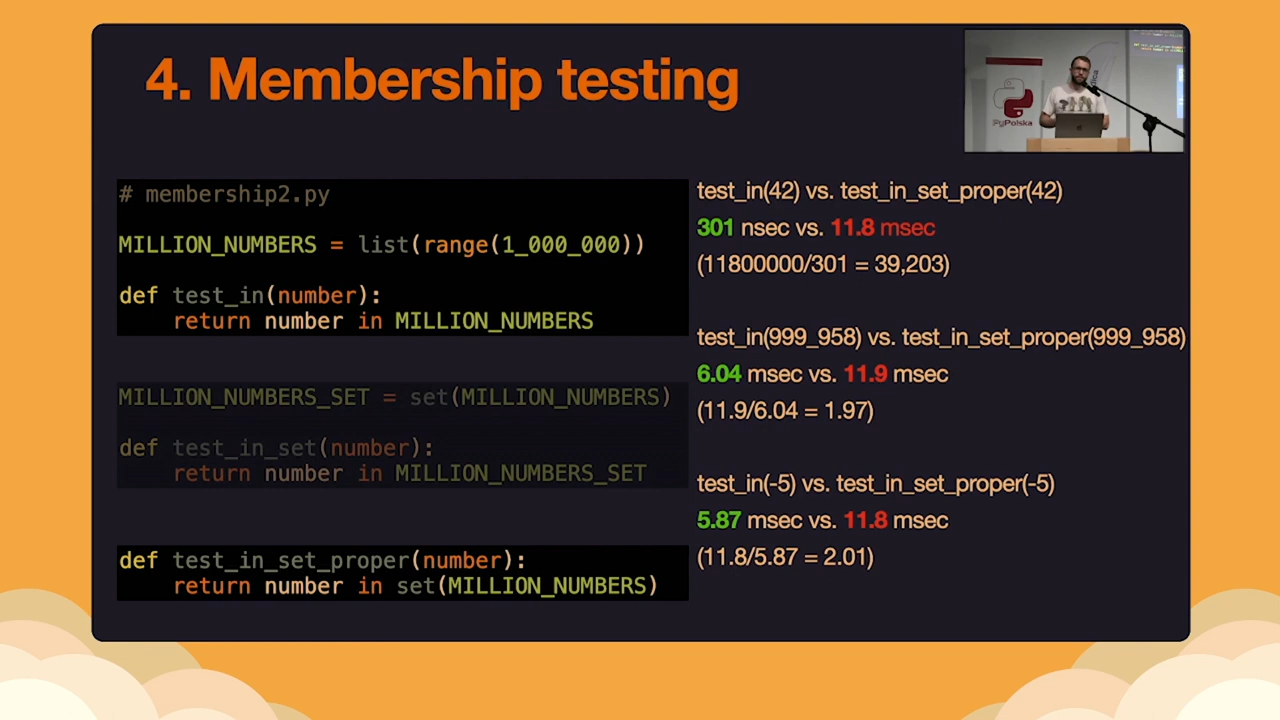 4. Membership testing
PyPolska
# membership2.py
MILLION_NUMBERS = list(range(1_000_000))
def test_in(number):
return number in MILLION_NUMBERS
MILLION_NUMBERS_SET = set(MILLION_NUMBERS)
def test_in_set(number):
return number in MILLION_NUMBERS_SET
def test_in_set_proper(number):
return number in set(MILLION_NUMBERS)
test_in(42) vs. test_in_set_proper(42)
301 nsec vs. 11.8 msec
(11800000/301 = 39,203)
test_in(999_958) vs. test_in_set_proper(999_958)
6.04 msec vs. 11.9 msec
(11.9/6.04 = 1.97)
test_in(-5) vs. test_in_set_proper(-5)
5.87 msec vs. 11.8 msec
(11.8/5.87 = 2.01)